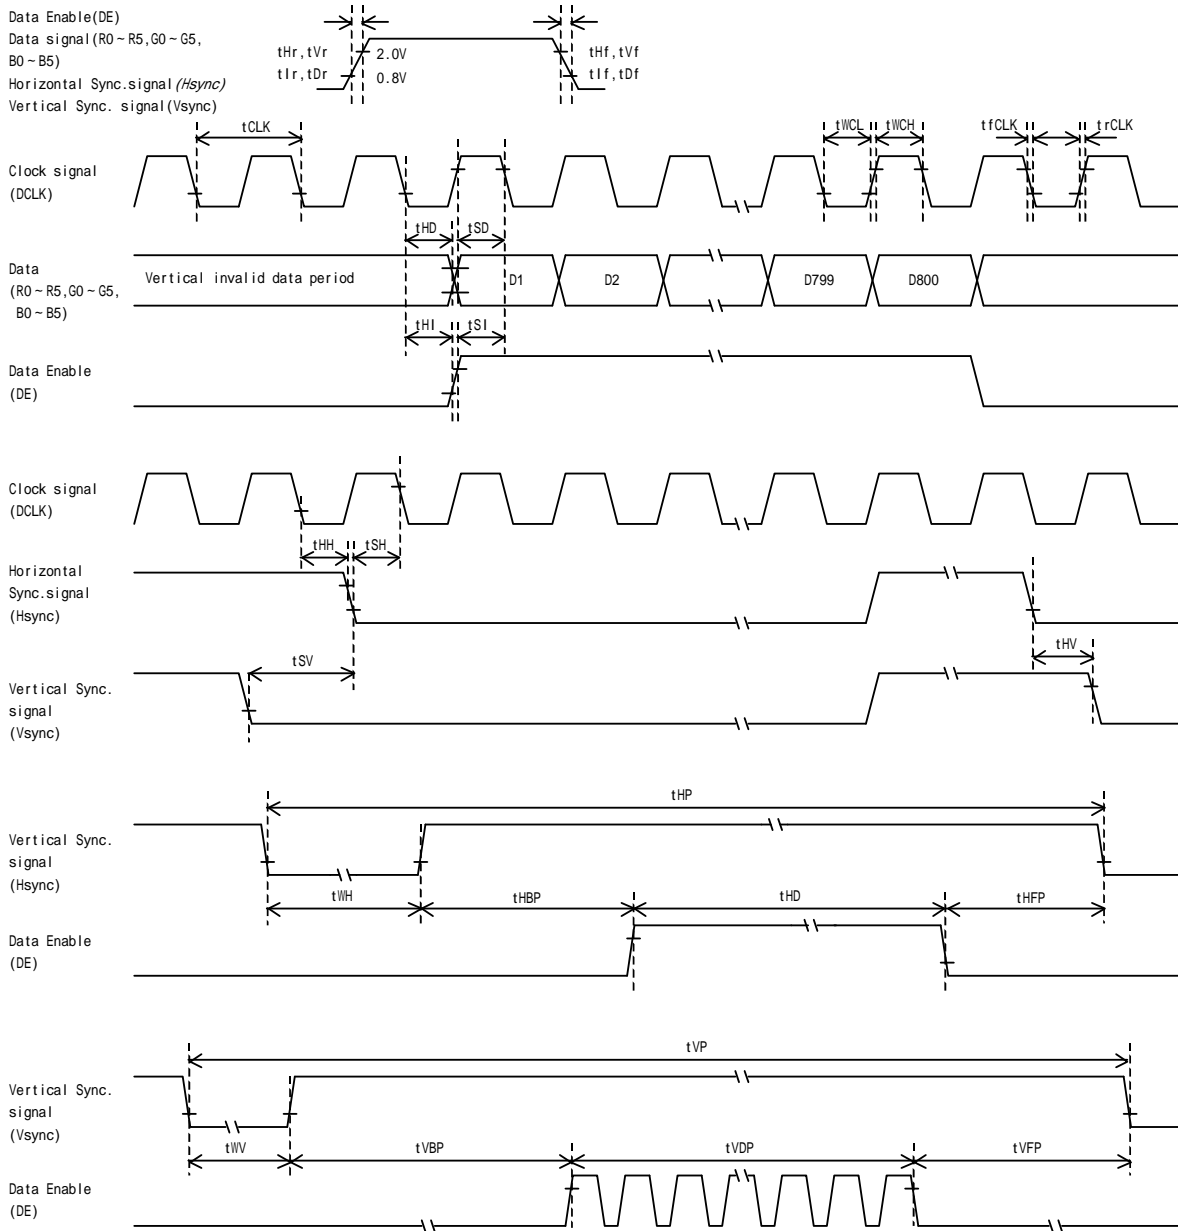 Data Enable(DE)
Data signal(R0~R5,G0~G5,
B0~B5)
Horizontal Sync.signal(Hsync)
Vertical Sync. signal(Vsync)
tHr,tVr
tIr,tDr
2.0V
0.8V
tHf,tVf
tIf,tDf
tCLK
tWCL
tWCH
tfCLK
trCLK
Clock signal
(DCLK)
tHD
tSD
Data
(R0~R5,G0~G5,
B0~B5)
Vertical invalid data period
D1
D2
D799
D800
tHI
tSI
Data Enable
(DE)
Clock signal
(DCLK)
tHH
tSH
Horizontal
Sync.signal
(Hsync)
tSV
tHV
Vertical Sync.
signal
(Vsync)
tHP
Vertical Sync.
signal
(Hsync)
tWH
tHBP
tHD
tHFP
Data Enable
(DE)
tVP
Vertical Sync.
signal
(Vsync)
tWV
tVBP
tVDP
tVFP
Data Enable
(DE)